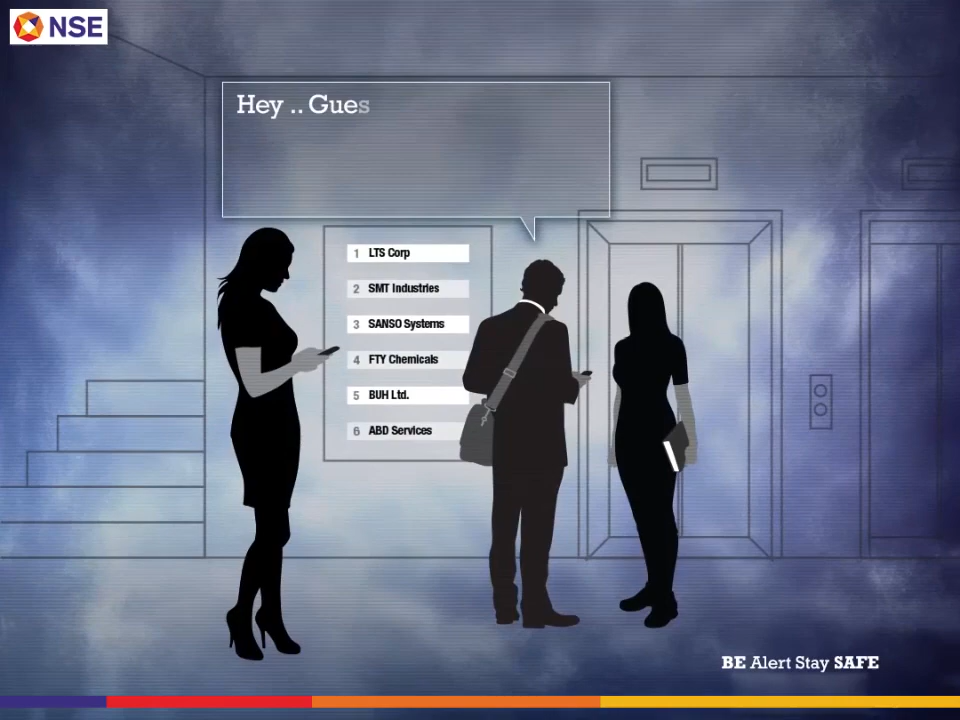 NSE
Hey .. Gues
1 LTS Corp
2 SMT Industries
3 SANSO Systems
4 FTY Chemicals
5 BUH Ltd.
6 ABD Services
BE Alert Stay SAFE